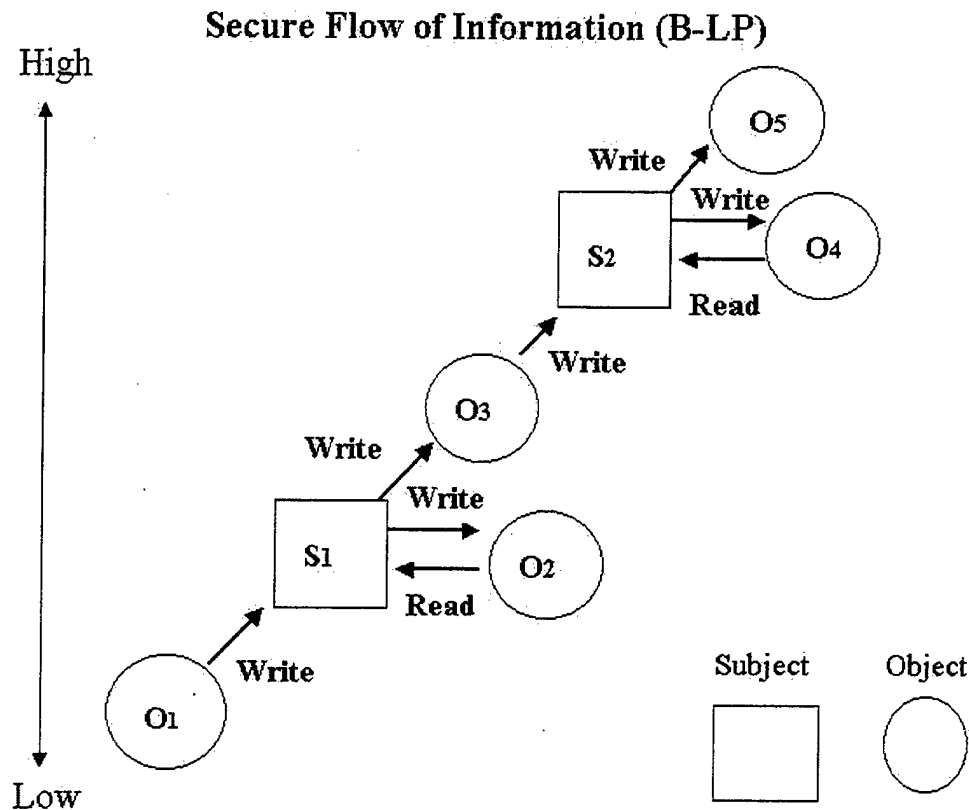 Secure Flow of Information (B-LP)
High
O5
Write
Write
S2
O4
Read
Write
O3
Write
Write
S1
O2
Read
Write
O1
Subject
Object
Low